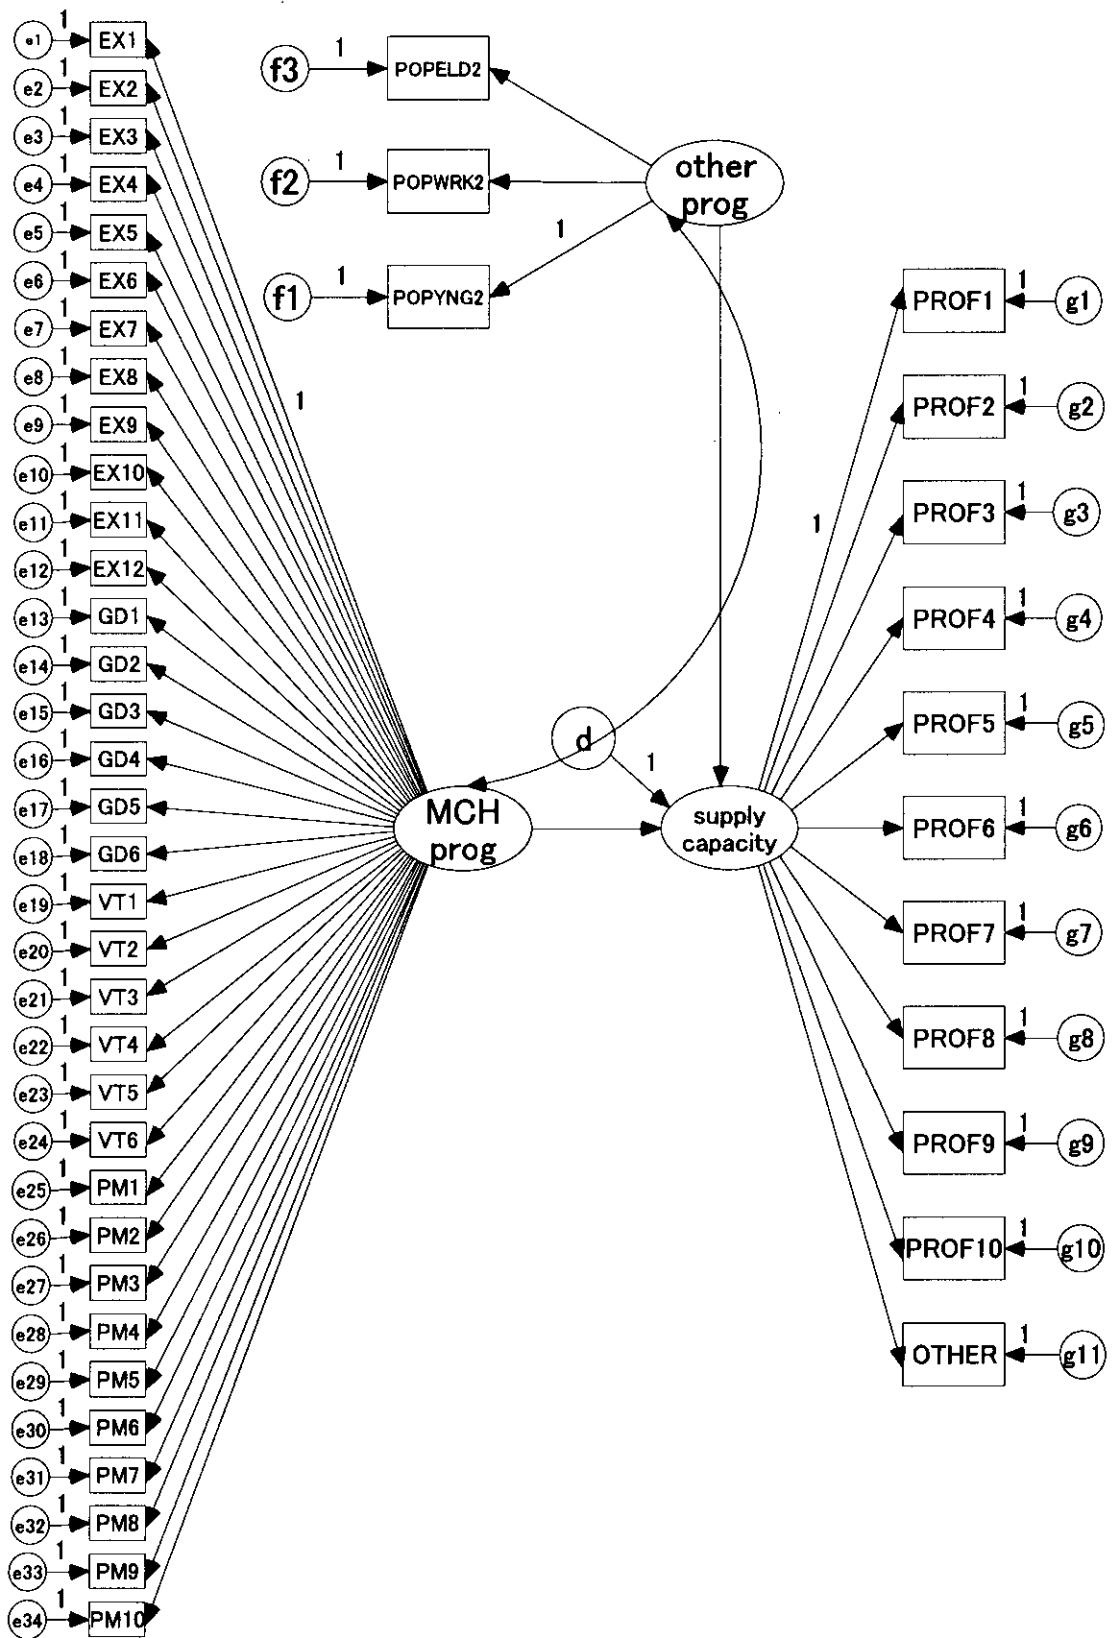 1
e1 EX1
1
e2 EX2
1
e3 EX3
1
e4 EX4
1
e5 EX5
1
e6 EX6
1
e7 EX7
1
e8 EX8
1
e9 EX9
1
e10 EX10
1
e11 EX11
1
e12 EX12
1
e13 GD1
1
e14 GD2
1
e15 GD3
1
e16 GD4
1
e17 GD5
1
e18 GD6
1
e19 VT1
1
e20 VT2
1
e21 VT3
1
e22 VT4
1
e23 VT5
1
e24 VT6
1
e25 PM1
1
e26 PM2
1
e27 PM3
1
e28 PM4
1
e29 PM5
1
e30 PM6
1
e31 PM7
1
e32 PM8
1
e33 PM9
1
e34 PM10
1
MCH
prog
1
f3 POPELD2
1
f2 POPWRK2
1
f1 POPYNG2
1
other
prog
d
1
supply
capacity
1
1
PROF1 g1
1
PROF2 g2
1
PROF3 g3
1
PROF4 g4
1
PROF5 g5
1
PROF6 g6
1
PROF7 g7
1
PROF8 g8
1
PROF9 g9
1
PROF10 g10
1
OTHER g11